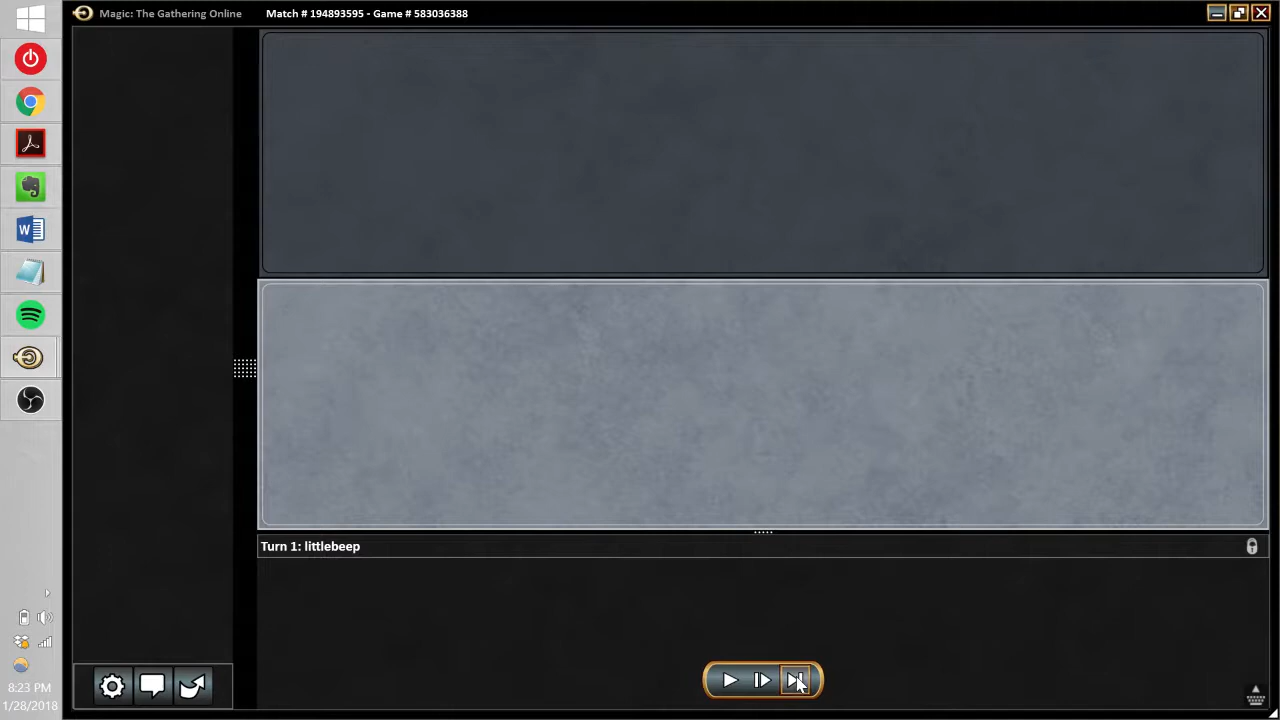 Magic: The Gathering Online
Match # 194893595 - Game # 583036388
Turn 1: littlebeep
8:23 PM
1/28/2018